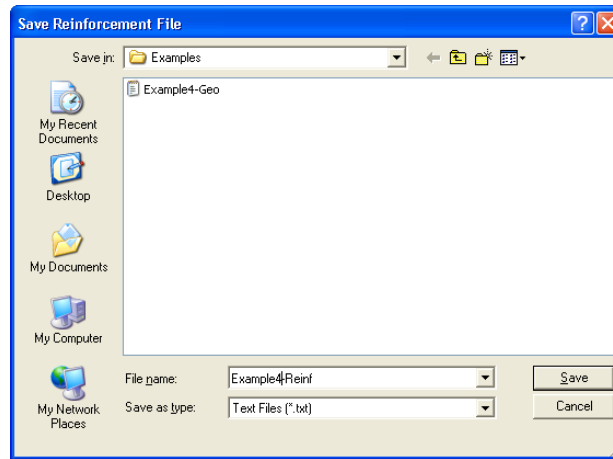 Save Reinforcement File
Save in: Examples
Example4-Geo
My Recent
Documents
Desktop
My Documents
My Computer
My Network
Places
File name: Example4-Reinf Save
Save as type: Text Files (*.txt) Cancel